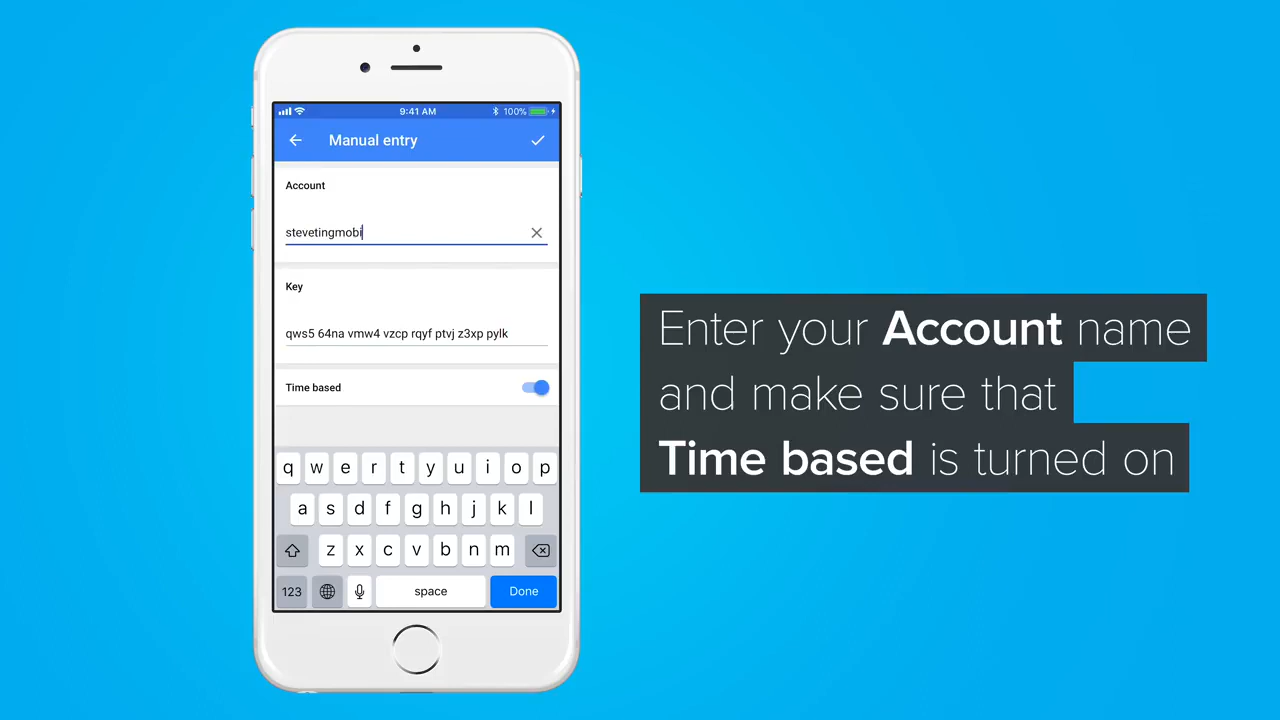 9:41 AM
100%
Manual entry
Account
stevetingmobi
Key
qws5 64na vmw4 vzcp rqyf ptvj z3xp pylk
Time based
q w e r t y u i o p
a s d f g h j k l
z x c v b n m
123 space Done
Enter your Account name
and make sure that
Time based is turned on